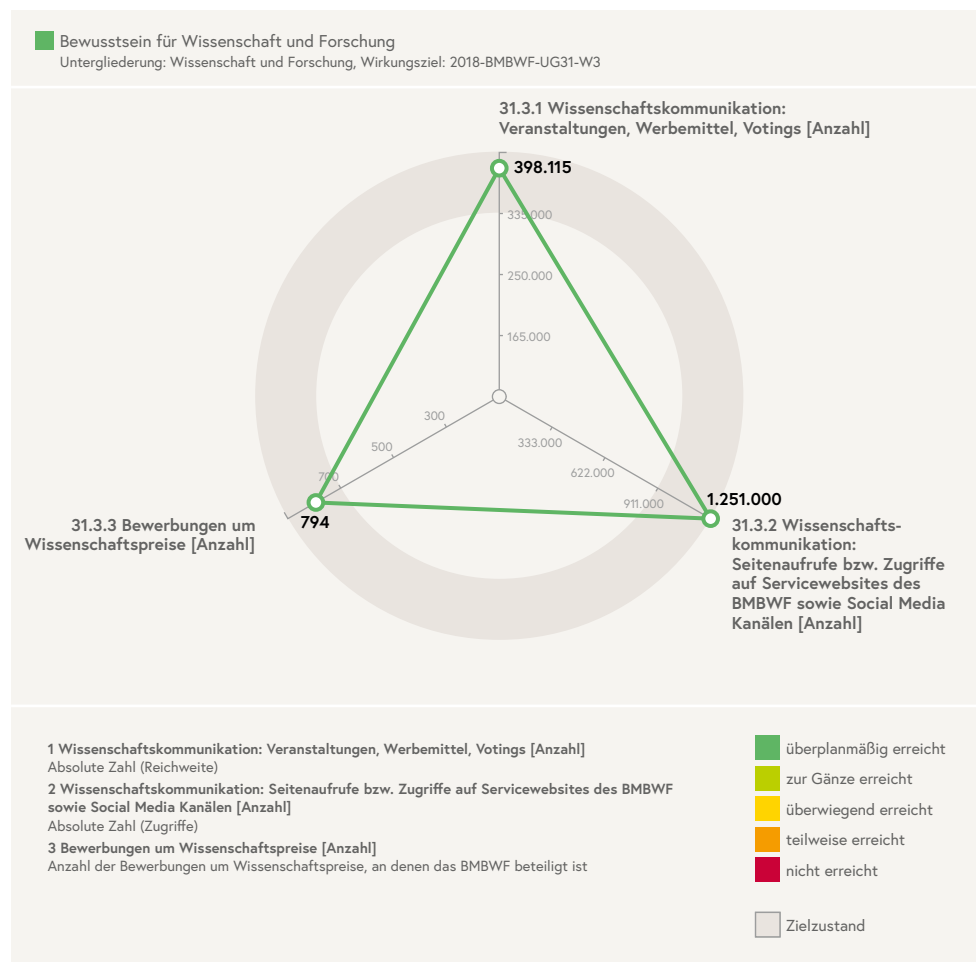 Bewusstsein für Wissenschaft und Forschung
Untergliederung: Wissenschaft und Forschung, Wirkungsziel: 2018-BMBWF-UG31-W3
31.3.1 Wissenschaftskommunikation:
Veranstaltungen, Werbemittel, Votings [Anzahl]
398.115
335.000
250.000
165.000
300
500
700
333.000
622.000
911.000
1.251.000
794
31.3.3 Bewerbungen um
Wissenschaftspreise [Anzahl]
31.3.2 Wissenschafts-
kommunikation:
Seitenaufrufe bzw. Zugriffe
auf Servicewebsites des
BMBWF sowie Social Media
Kanälen [Anzahl]
1 Wissenschaftskommunikation: Veranstaltungen, Werbemittel, Votings [Anzahl]
Absolute Zahl (Reichweite)
2 Wissenschaftskommunikation: Seitenaufrufe bzw. Zugriffe auf Servicewebsites des BMBWF
sowie Social Media Kanälen [Anzahl]
Absolute Zahl (Zugriffe)
3 Bewerbungen um Wissenschaftspreise [Anzahl]
Anzahl der Bewerbungen um Wissenschaftspreise, an denen das BMBWF beteiligt ist
überplanmäßig erreicht
zur Gänze erreicht
überwiegend erreicht
teilweise erreicht
nicht erreicht
Zielzustand